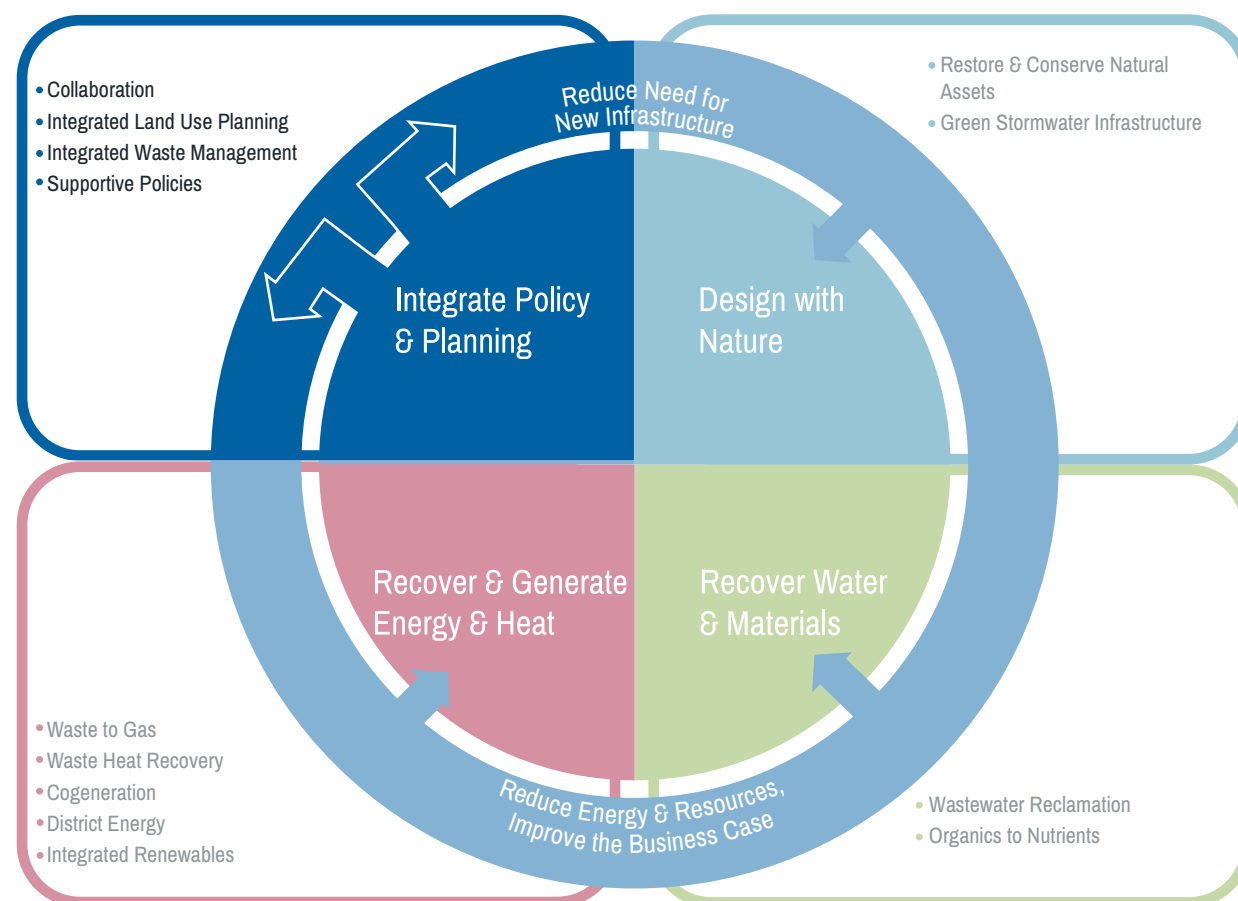 • Collaboration
• Integrated Land Use Planning
• Integrated Waste Management
• Supportive Policies
Reduce Need for
New Infrastructure
• Restore & Conserve Natural
Assets
• Green Stormwater Infrastructure
Integrate Policy
& Planning
Design with
Nature
Recover & Generate
Energy & Heat
Recover Water
& Materials
• Waste to Gas
• Waste Heat Recovery
• Cogeneration
• District Energy
• Integrated Renewables
Reduce Energy & Resources,
Improve the Business Case
• Wastewater Reclamation
• Organics to Nutrients